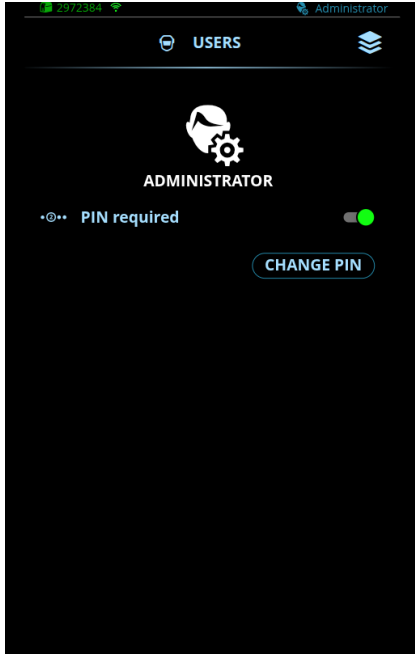 2972384 Administrator
USERS
ADMINISTRATOR
PIN required
CHANGE PIN